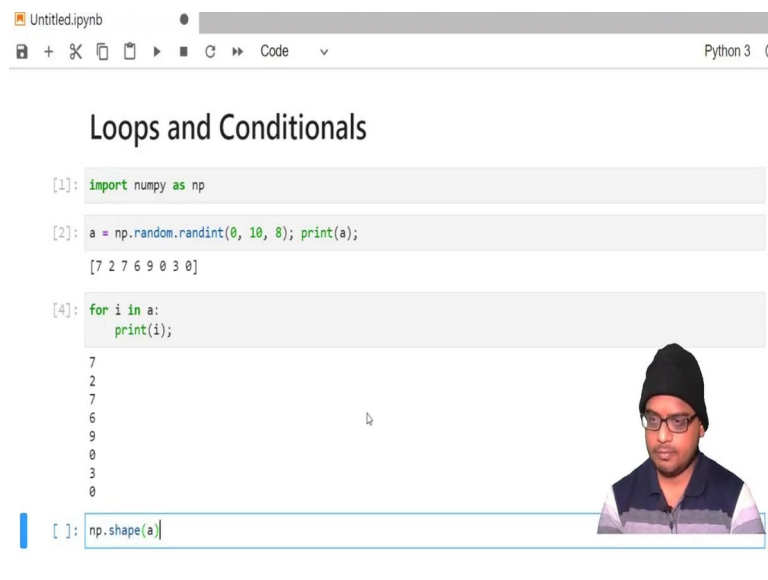 Untitled.ipynb
Code
Python 3
Loops and Conditionals
[1]: import numpy as np
[2]: a = np.random.randint(0, 10, 8); print(a);
[7 2 7 6 9 0 3 0]
[4]: for i in a:
print(i);
7
2
7
6
9
0
3
0
[ ]: np.shape(a)